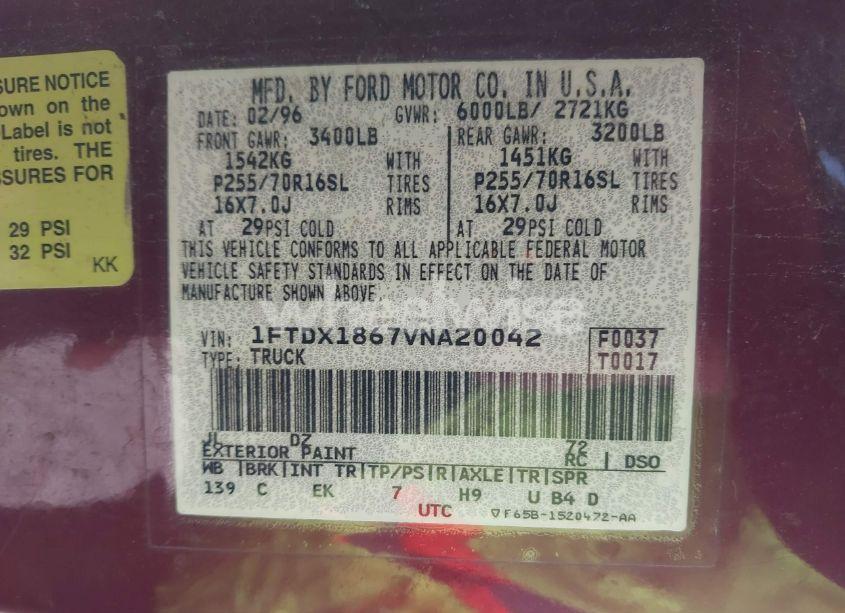 SURE NOTICE
own on the
Label is not
tires. THE
SSURES FOR
29 PSI
32 PSI
KK
MFD. BY FORD MOTOR CO. IN U.S.A.
DATE: 02/96 GVWR: 6000LB/ 2721KG
FRONT GAWR: 3400LB REAR GAWR: 3200LB
1542KG WITH 1451KG WITH
P255/70R16SL TIRES P255/70R16SL TIRES
16X7.0J RIMS 16X7.0J RIMS
AT 29PSI COLD AT 29PSI COLD
THIS VEHICLE CONFORMS TO ALL APPLICABLE FEDERAL MOTOR
VEHICLE SAFETY STANDARDS IN EFFECT ON THE DATE OF
MANUFACTURE SHOWN ABOVE.
wheelwise
VIN: 1FTDX1867VNA20042 F0037
TYPE: TRUCK T0017
JL DZ 72
EXTERIOR PAINT RC | DSO
WB |BRK|INT TR|TP/PS|R|AXLE|TR|SPR
139 C EK 7 H9 U B4 D
UTC ▽F65B-1520472-AA